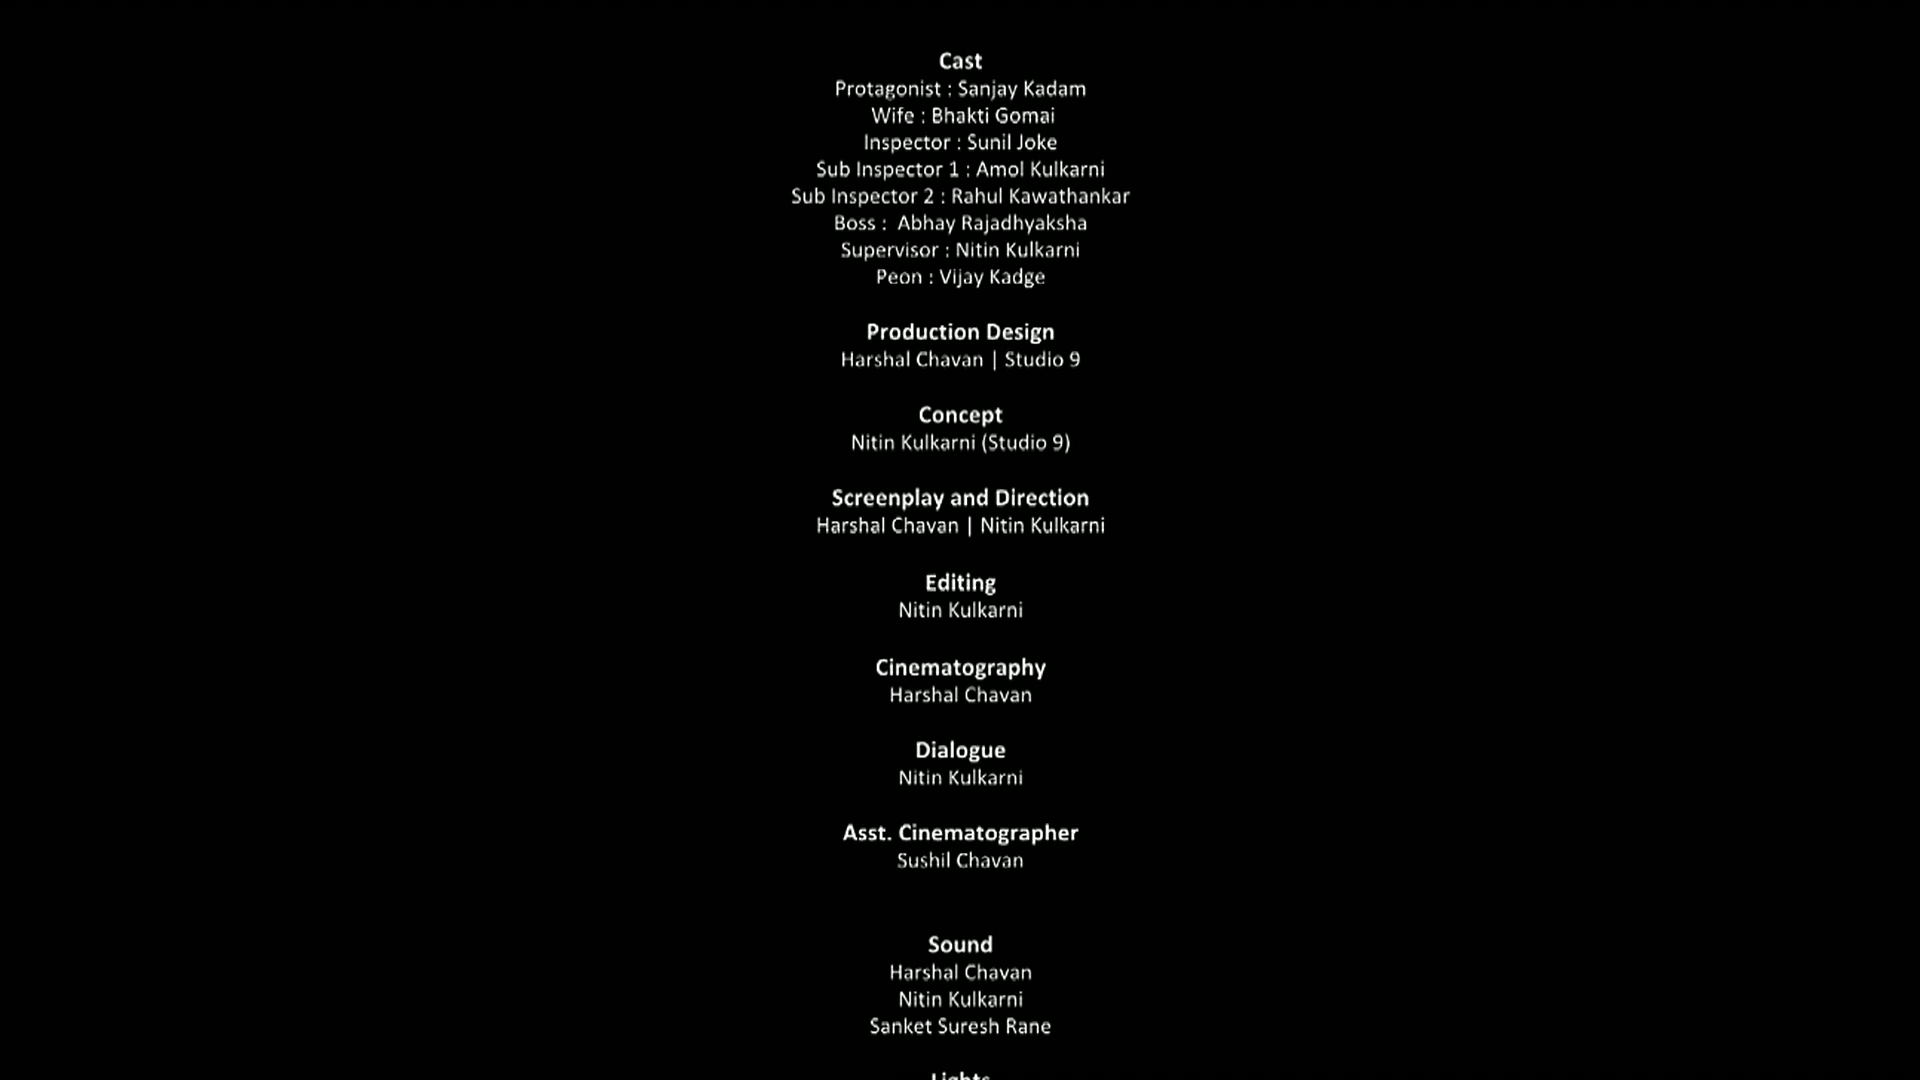 Cast
Protagonist : Sanjay Kadam
Wife : Bhakti Gomai
Inspector : Sunil Joke
Sub Inspector 1 : Amol Kulkarni
Sub Inspector 2 : Rahul Kawathankar
Boss :  Abhay Rajadhyaksha
Supervisor : Nitin Kulkarni
Peon : Vijay Kadge
Production Design
Harshal Chavan | Studio 9
Concept
Nitin Kulkarni (Studio 9)
Screenplay and Direction
Harshal Chavan | Nitin Kulkarni
Editing
Nitin Kulkarni
Cinematography
Harshal Chavan
Dialogue
Nitin Kulkarni
Asst. Cinematographer
Sushil Chavan
Sound
Harshal Chavan
Nitin Kulkarni
Sanket Suresh Rane
Lights